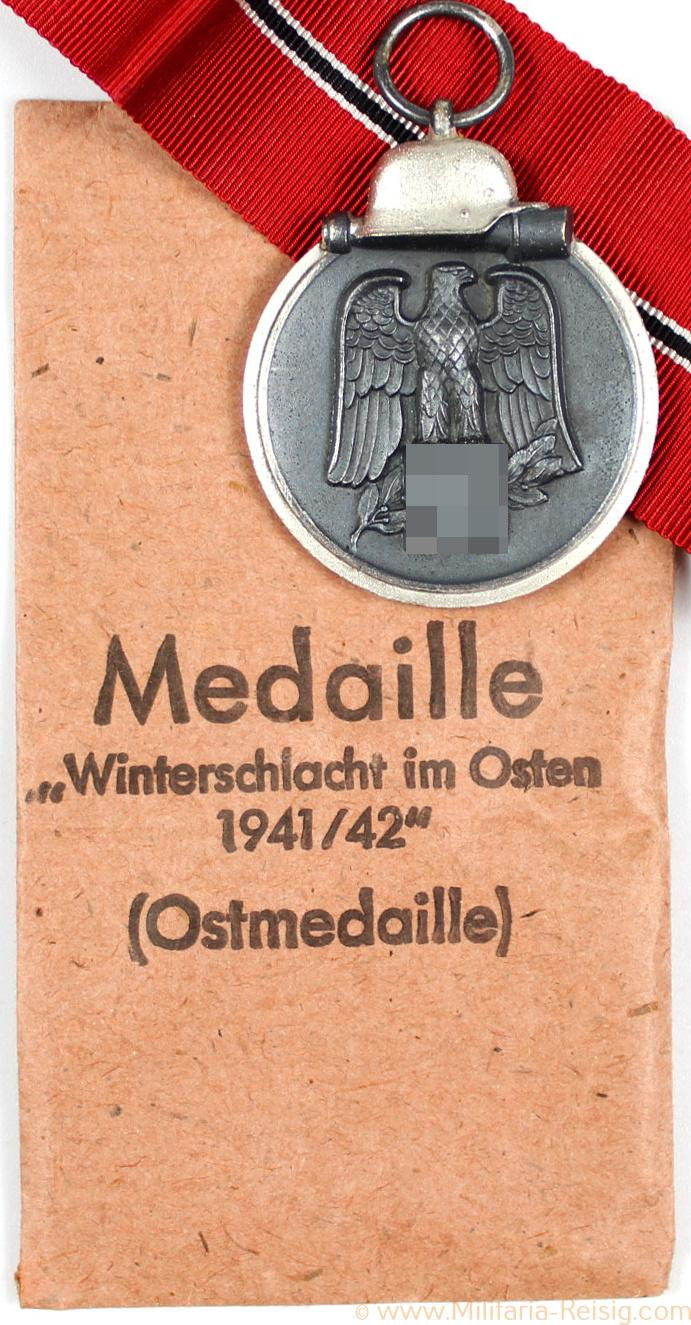 Medaille
„Winterschlacht im Osten
1941/42“
(Ostmedaille)
© www.Militaria-Reisig.com